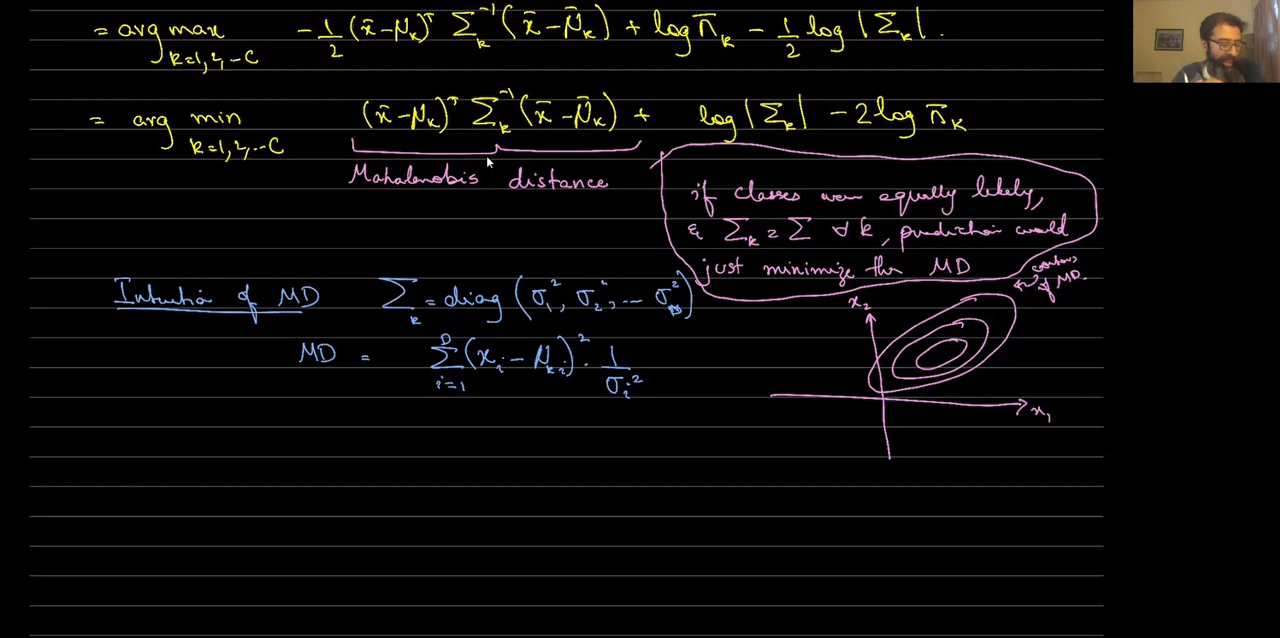 = arg max k=1,2,--C -1/2 (x̄-μk)ᵀ Σk⁻¹ (x̄-μ̄k) + log πk - 1/2 log |Σk|.
= arg min k=1,2,--C (x̄-μk)ᵀ Σk⁻¹ (x̄-μ̄k) + log|Σk| - 2 log πk
Mahalanobis distance
if classes were equally likely,
& Σk = Σ ∀ k, prediction would
just minimize the MD
contours
of MD.
Intuition of MD Σk = diag (σ1², σ2², --- σD²)
MD = Σ i=1 D (xi - μki)² · 1/σi²
x2
x1